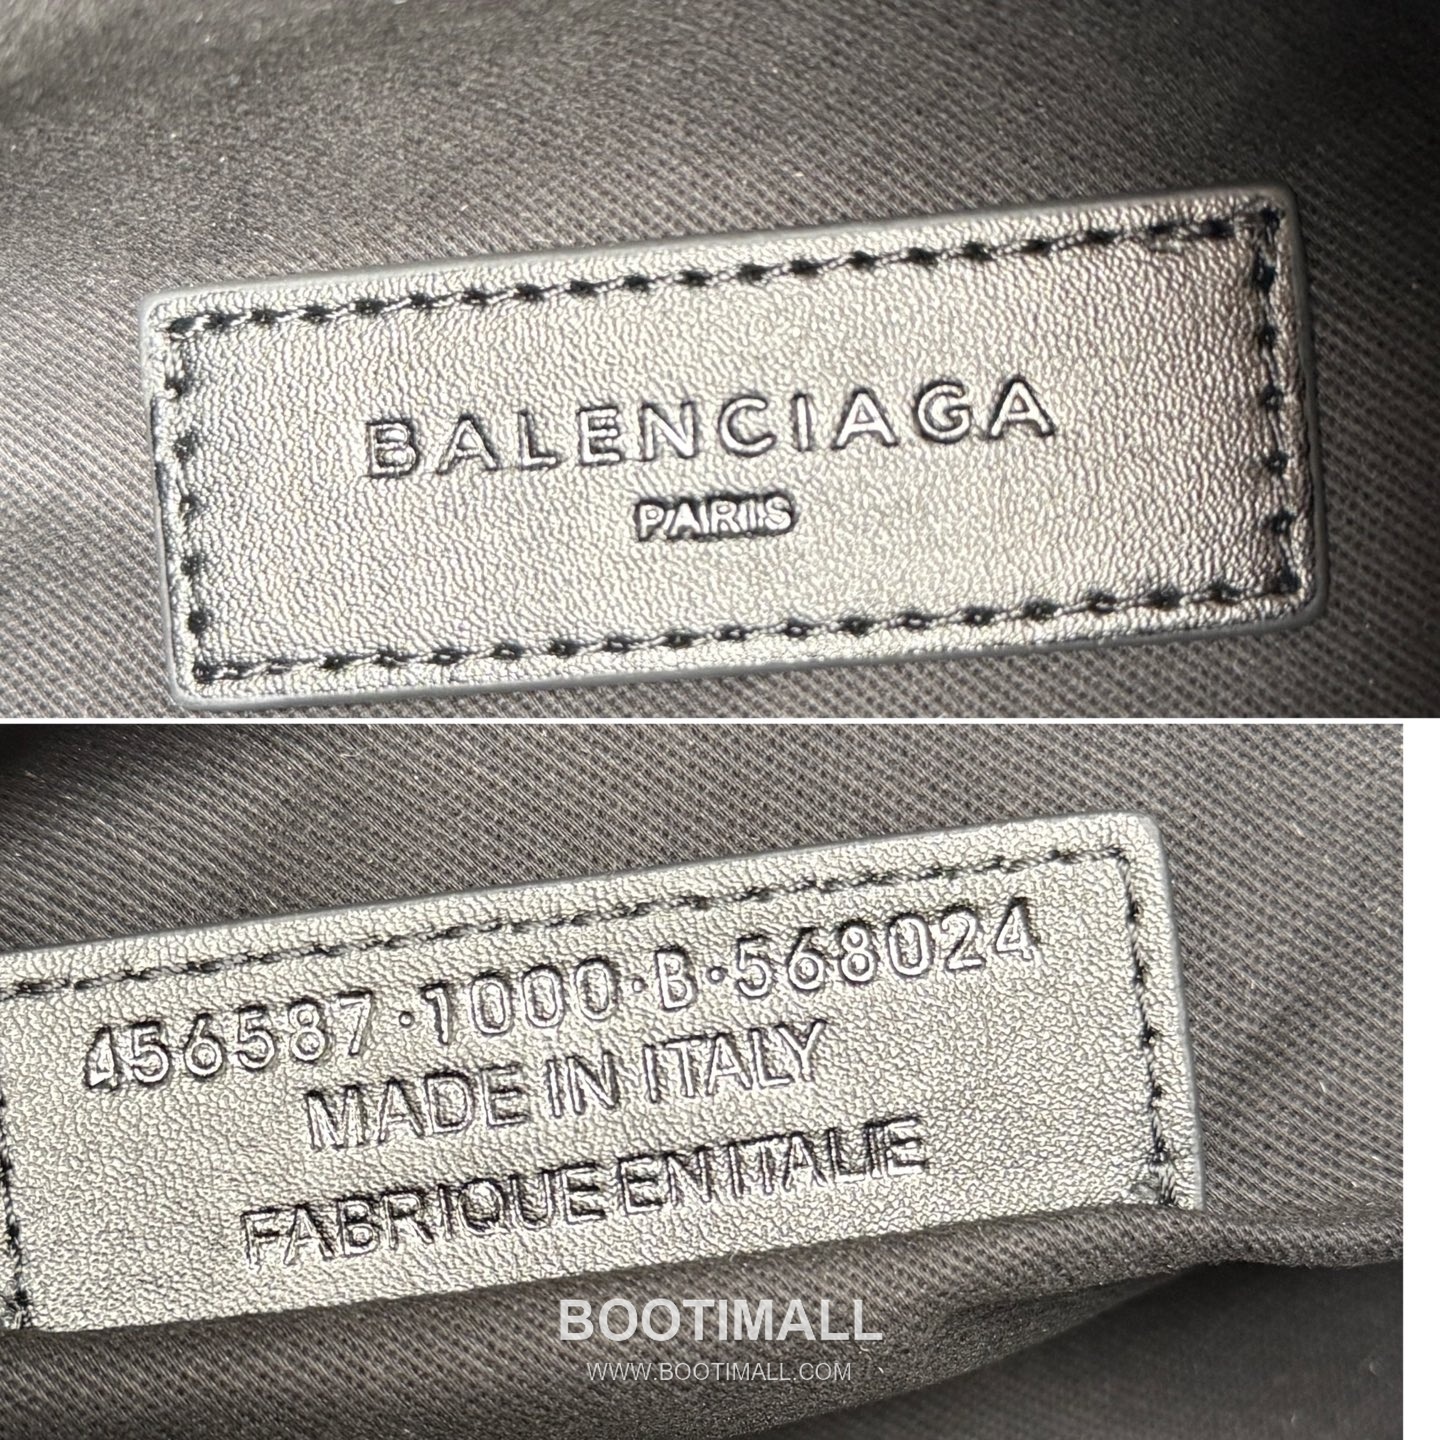 BALENCIAGA
PARIS
456587·1000·B·568024
MADE IN ITALY
FABRIQUE EN ITALIE
BOOTIMALL
WWW.BOOTIMALL.COM